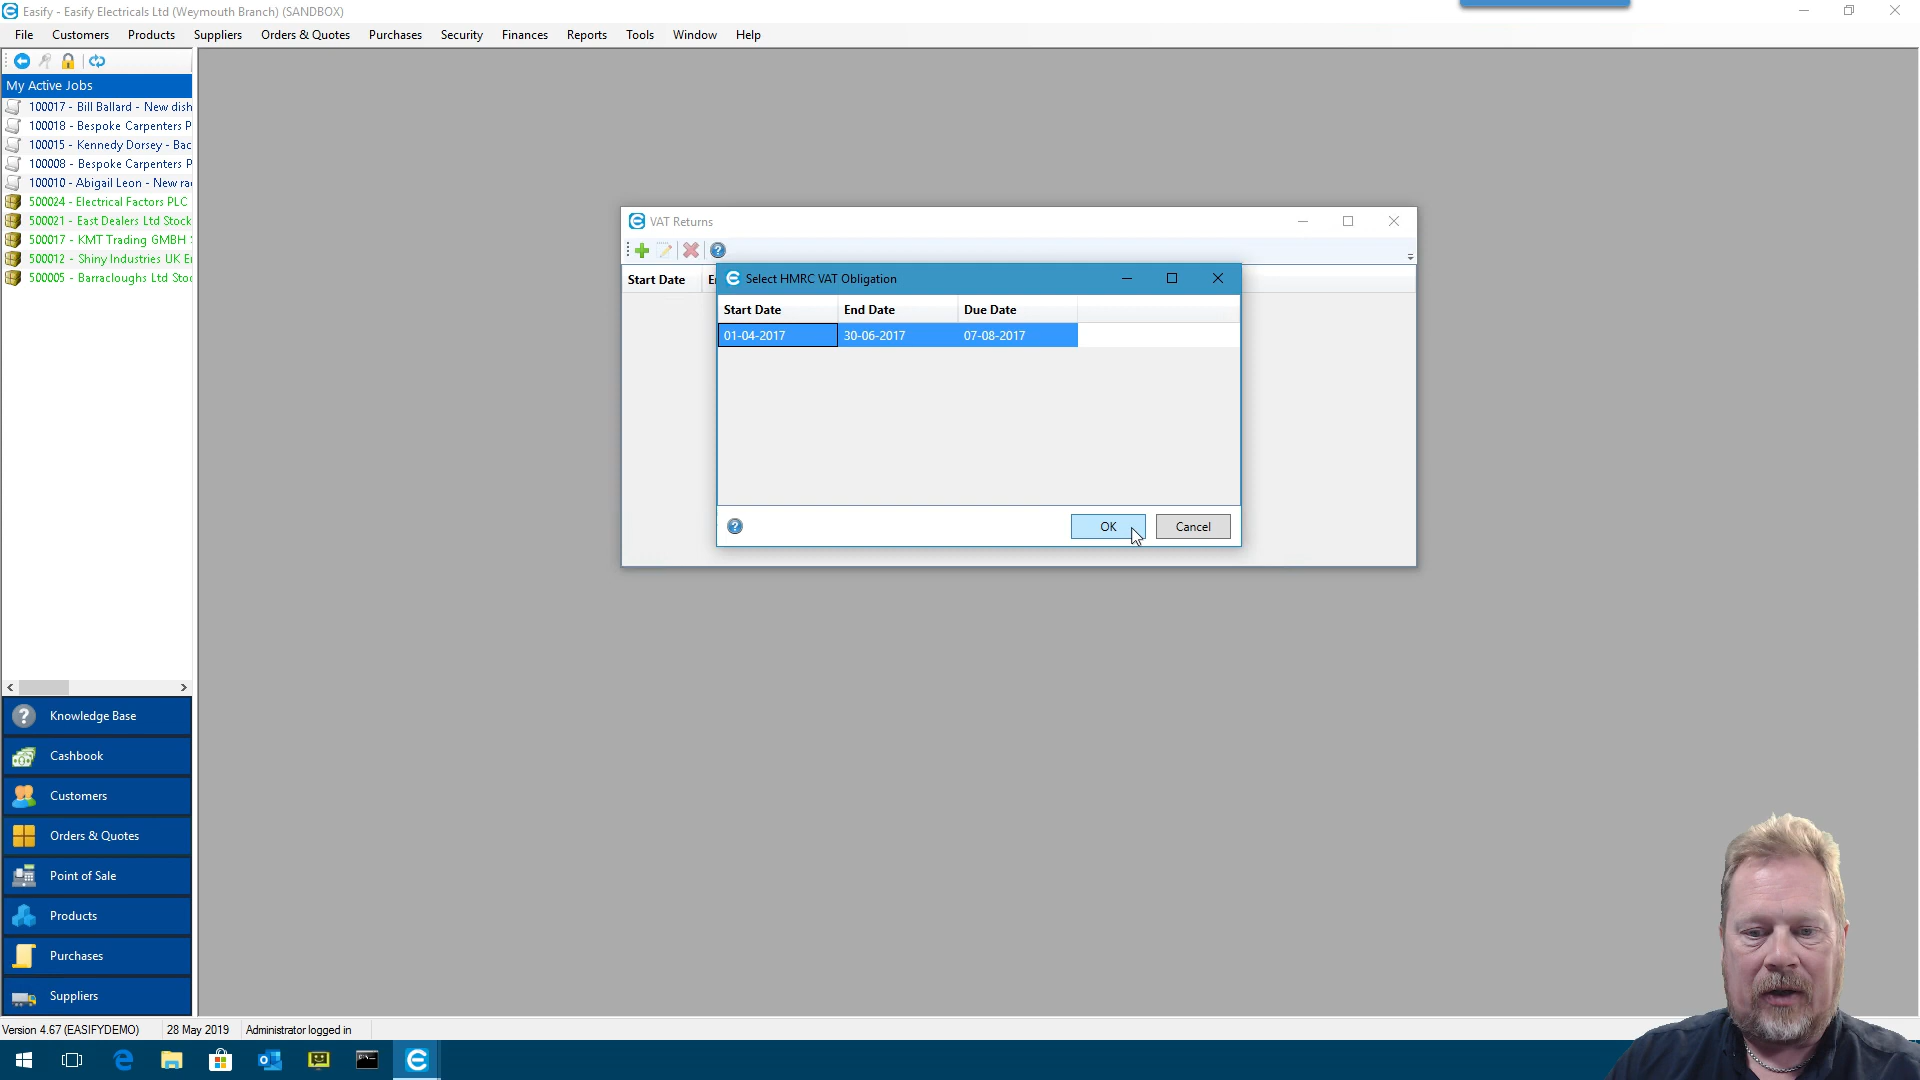 Easify - Easify Electricals Ltd (Weymouth Branch) (SANDBOX)
File Customers Products Suppliers Orders & Quotes Purchases Security Finances Reports Tools Window Help
My Active Jobs
100017 - Bill Ballard - New dish
100018 - Bespoke Carpenters P
100015 - Kennedy Dorsey - Bac
100008 - Bespoke Carpenters P
100010 - Abigail Leon - New ra
500024 - Electrical Factors PLC
500021 - East Dealers Ltd Stock
500017 - KMT Trading GMBH
500012 - Shiny Industries UK
500005 - Barracloughs Ltd Stoc
VAT Returns
Start Date
Select HMRC VAT Obligation
Start Date End Date Due Date
01-04-2017 30-06-2017 07-08-2017
OK Cancel
Knowledge Base
Cashbook
Customers
Orders & Quotes
Point of Sale
Products
Purchases
Suppliers
Version 4.67 (EASIFYDEMO) 28 May 2019 Administrator logged in